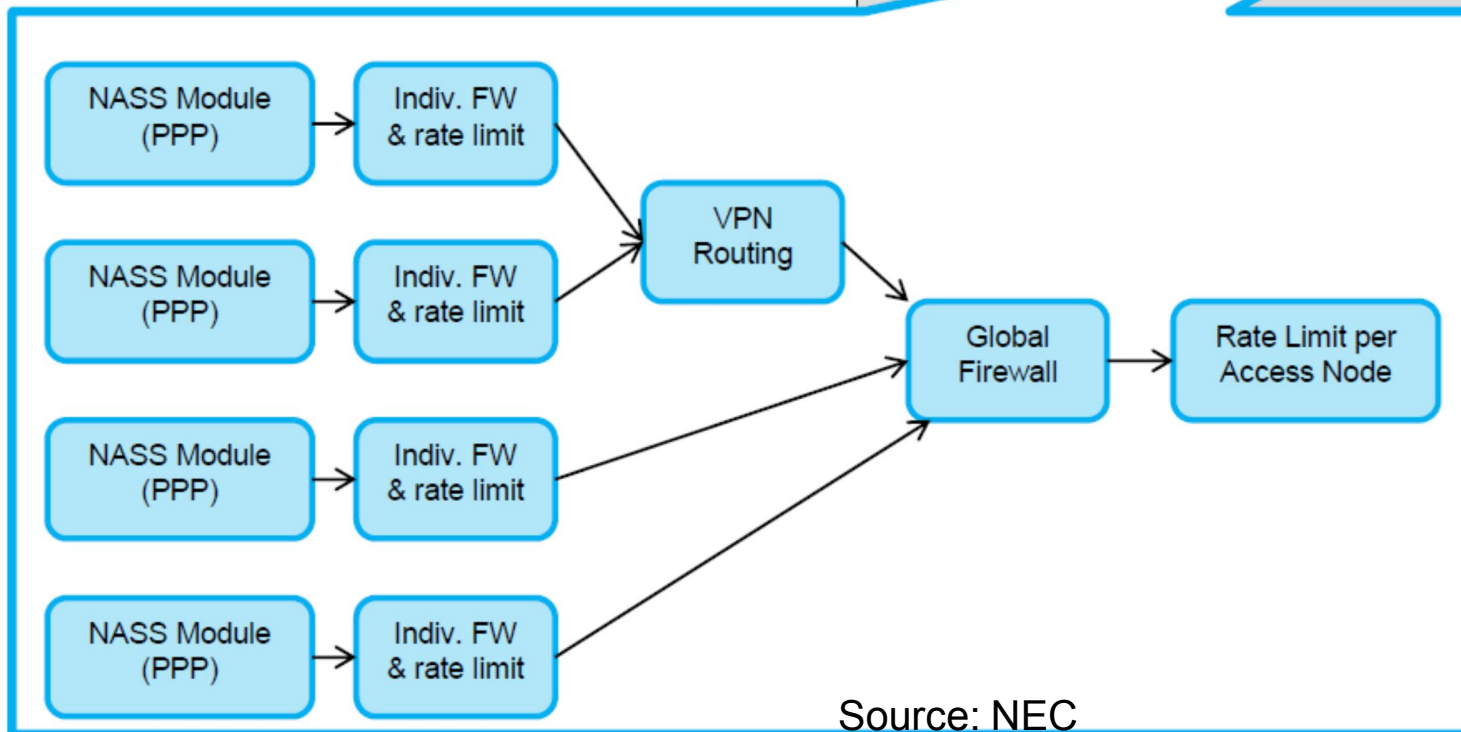 NASS Module
(PPP)
Indiv. FW
& rate limit
NASS Module
(PPP)
Indiv. FW
& rate limit
VPN
Routing
Global
Firewall
Rate Limit per
Access Node
NASS Module
(PPP)
Indiv. FW
& rate limit
NASS Module
(PPP)
Indiv. FW
& rate limit
Source: NEC